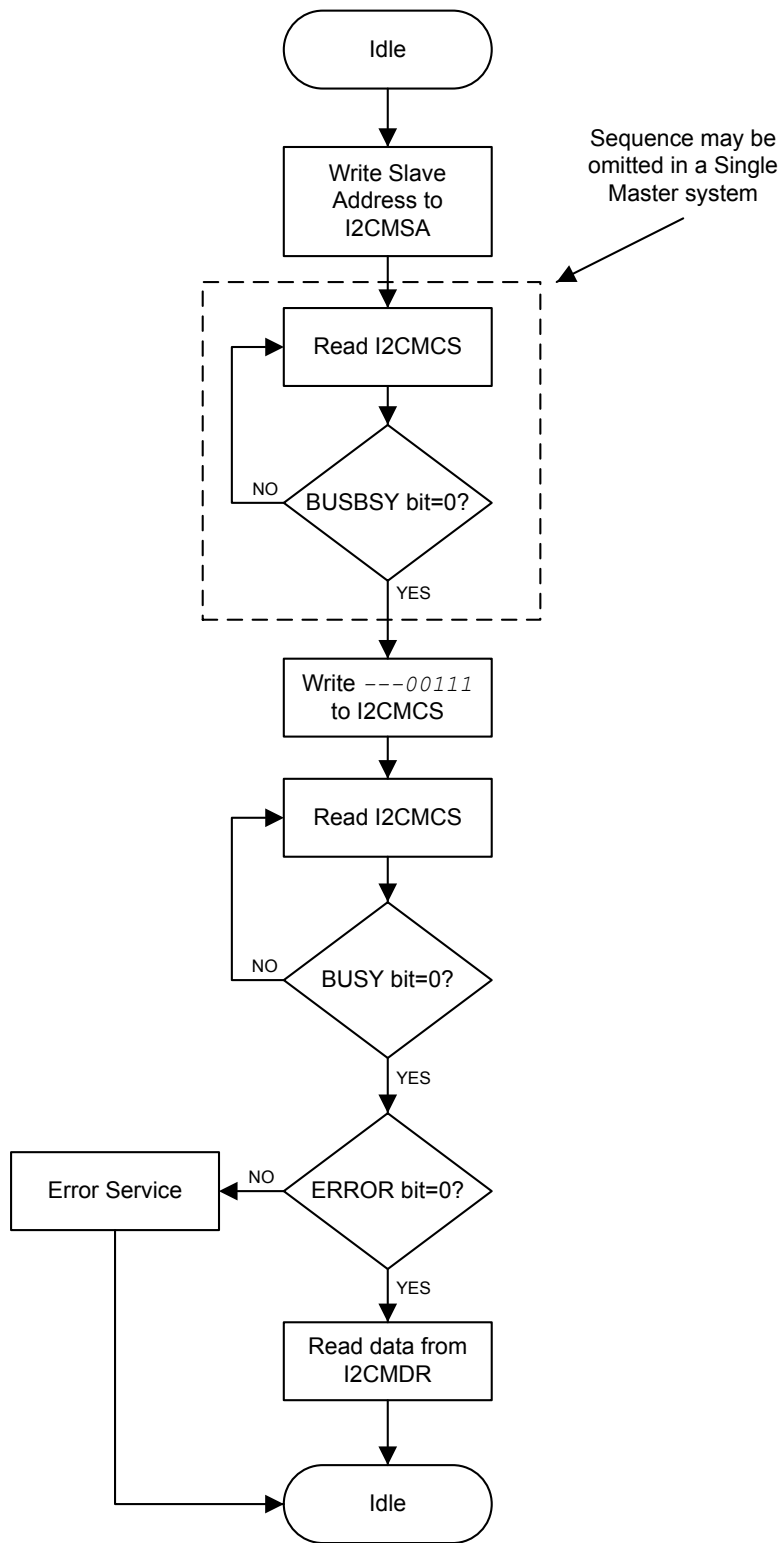 Idle
Write Slave
Address to
I2CMSA
Sequence may be
omitted in a Single
Master system
Read I2CMCS
NO
BUSBSY bit=0?
YES
Write ---00111
to I2CMCS
Read I2CMCS
NO
BUSY bit=0?
YES
Error Service
NO
ERROR bit=0?
YES
Read data from
I2CMDR
Idle